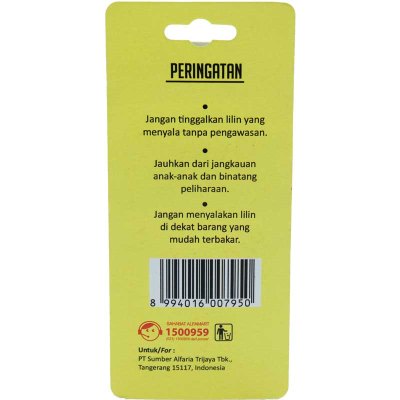 PERINGATAN
• Jangan tinggalkan lilin yang
menyala tanpa pengawasan.
• Jauhkan dari jangkauan
anak-anak dan binatang
peliharaan.
• Jangan menyalakan lilin
di dekat barang yang
mudah terbakar.
8 994016 007950
SAHABAT ALFAMART
1500959
Untuk/For :
PT Sumber Alfaria Trijaya Tbk.,
Tangerang 15117, Indonesia